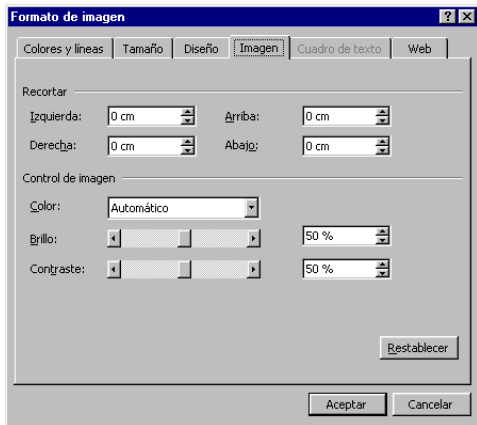 Formato de imagen
Colores y líneas Tamaño Diseño Imagen Cuadro de texto Web
Recortar
Izquierda: 0 cm Arriba: 0 cm
Derecha: 0 cm Abajo: 0 cm
Control de imagen
Color: Automático
Brillo: 50 %
Contraste: 50 %
Restablecer
Aceptar Cancelar